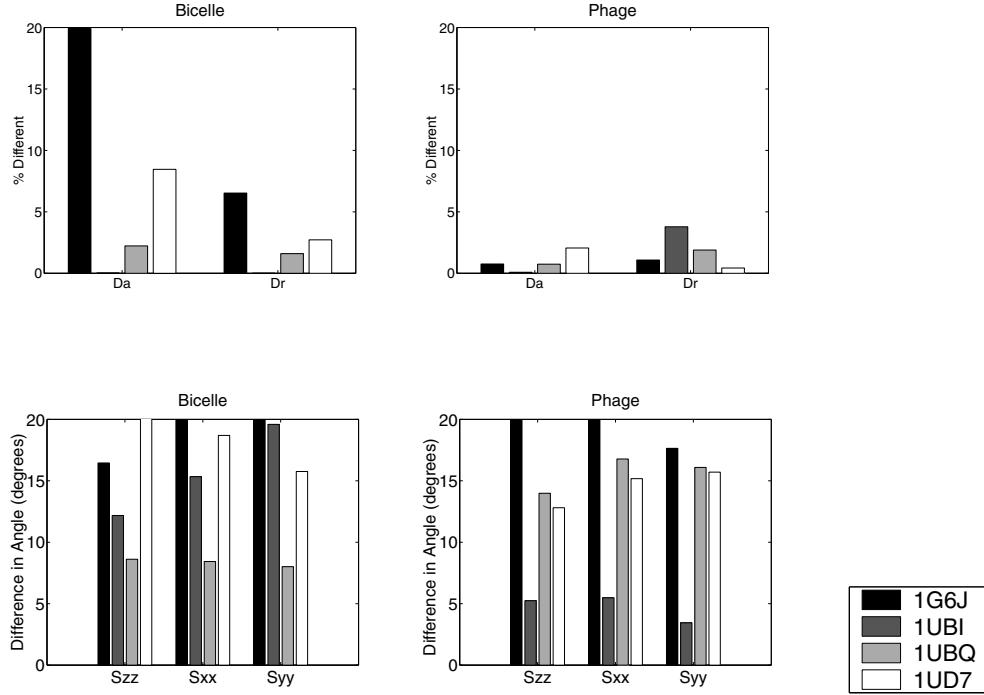 Bicelle
% Different
20
15
10
5
0
Da
Dr
Phage
% Different
20
15
10
5
0
Da
Dr
Bicelle
Difference in Angle (degrees)
20
15
10
5
0
Szz
Sxx
Syy
Phage
Difference in Angle (degrees)
20
15
10
5
0
Szz
Sxx
Syy
1G6J
1UBI
1UBQ
1UD7